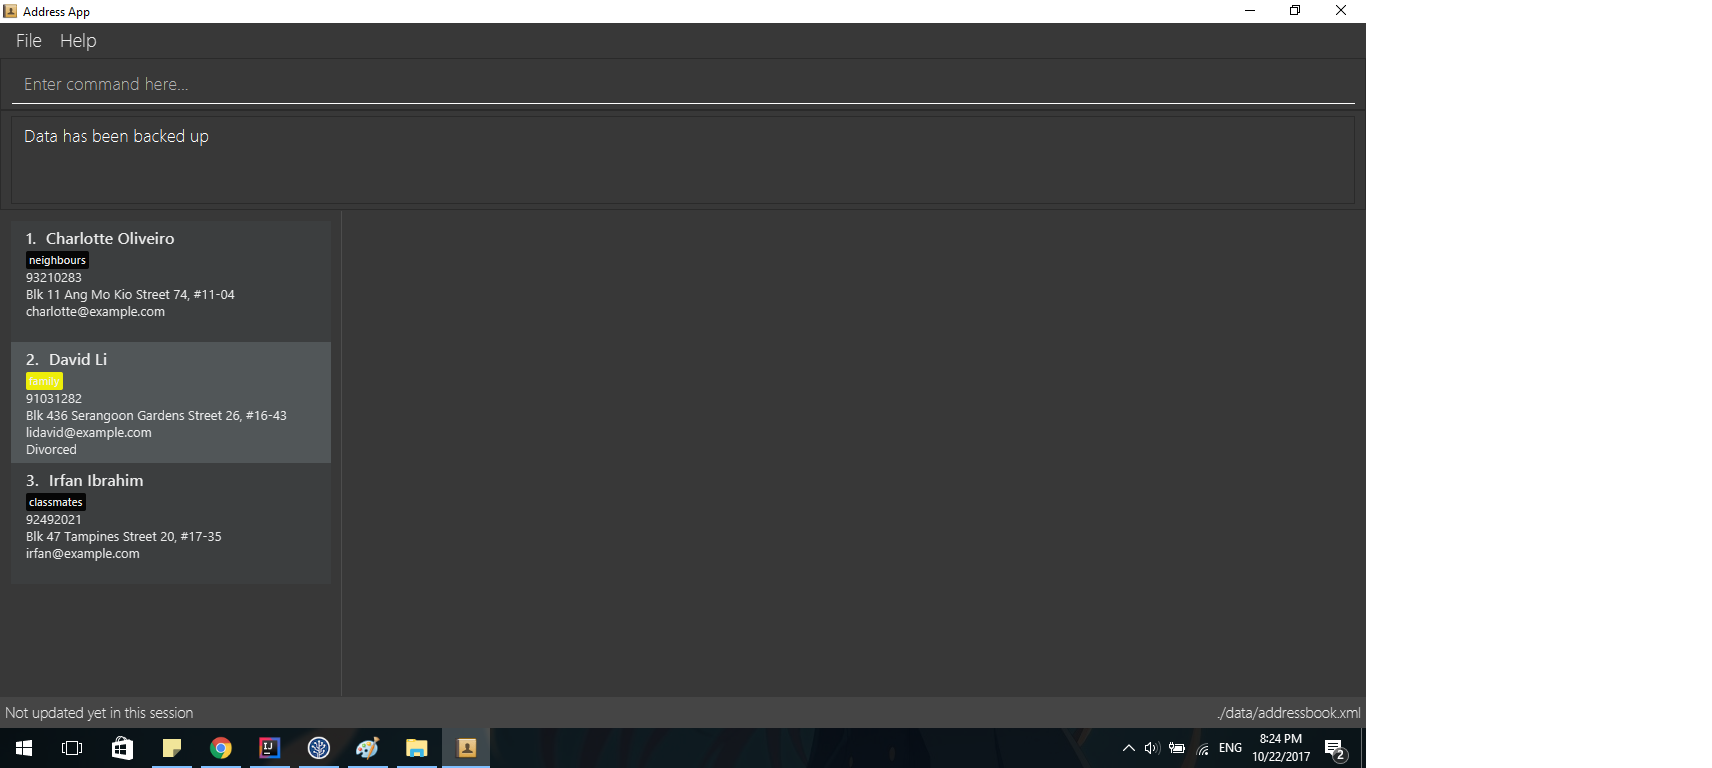 Address App
File Help
Enter command here...
Data has been backed up
1. Charlotte Oliveiro
neighbours
93210283
Blk 11 Ang Mo Kio Street 74, #11-04
charlotte@example.com
2. David Li
family
91031282
Blk 436 Serangoon Gardens Street 26, #16-43
lidavid@example.com
Divorced
3. Irfan Ibrahim
classmates
92492021
Blk 47 Tampines Street 20, #17-35
irfan@example.com
Not updated yet in this session ./data/addressbook.xml
IJ
ENG
8:24 PM
10/22/2017
2